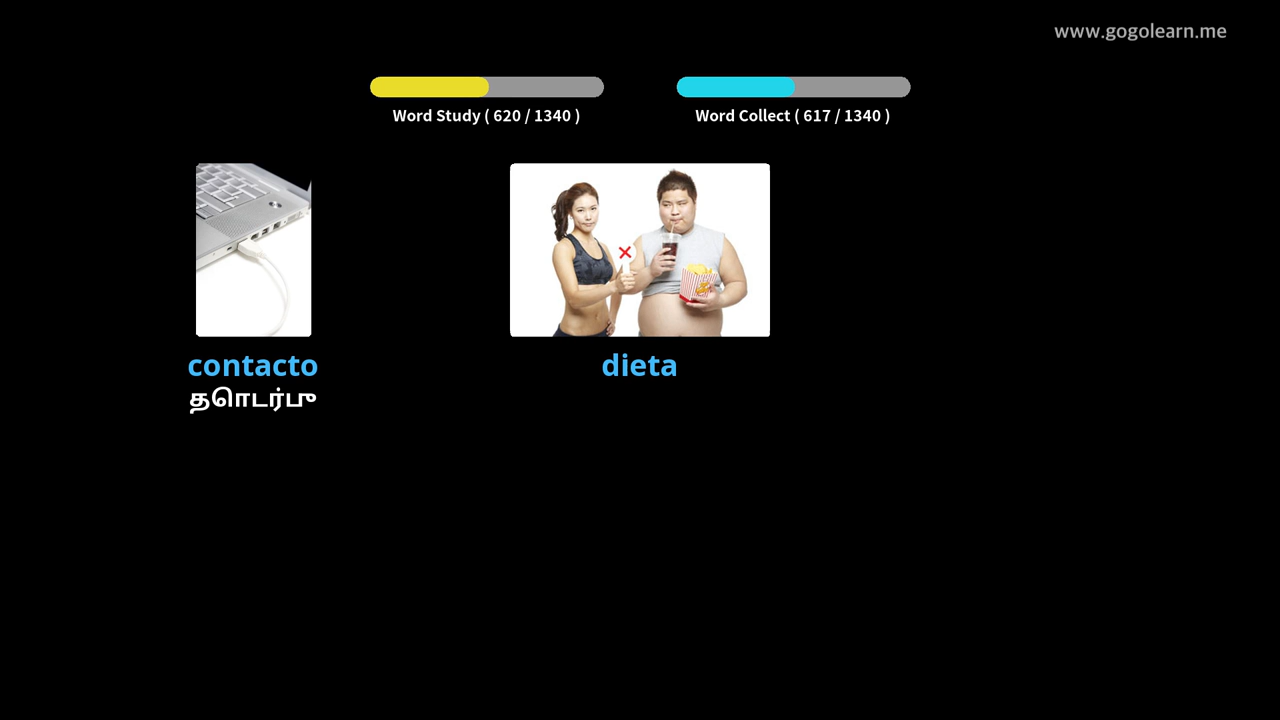 www.gogolearn.me
Word Study ( 620 / 1340 )
Word Collect ( 617 / 1340 )
contacto
தொடர்பு
dieta